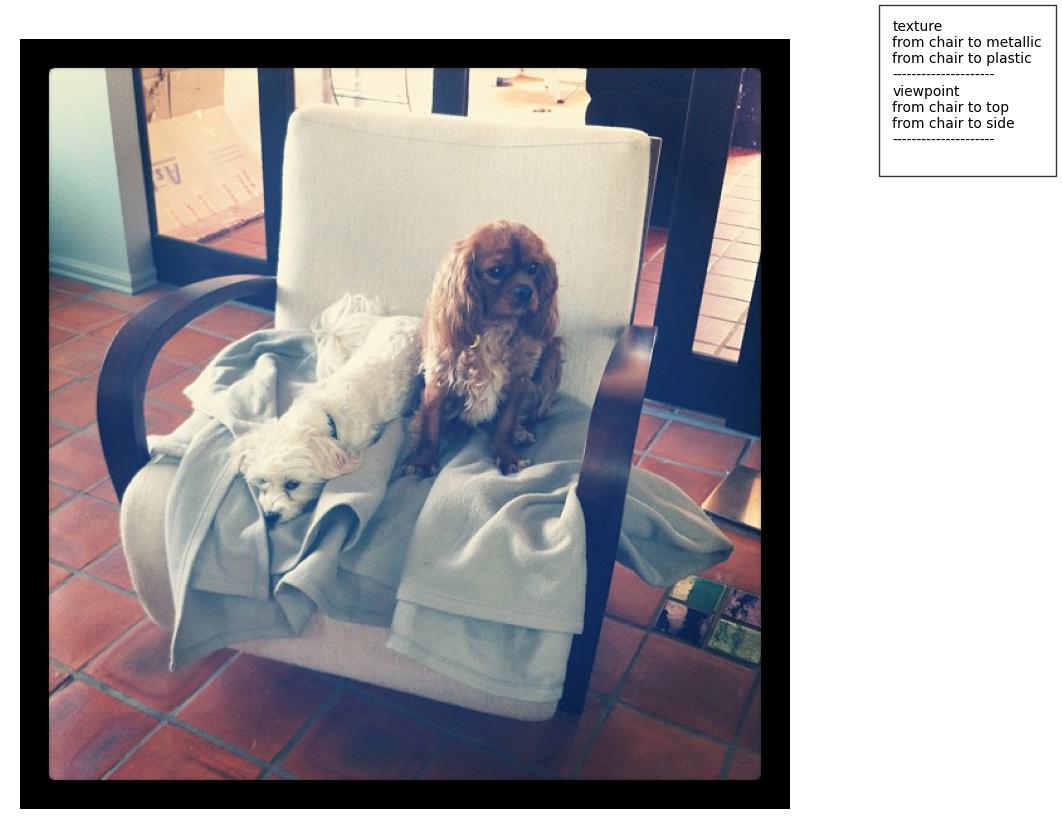 texture
from chair to metallic
from chair to plastic
---------------------
viewpoint
from chair to top
from chair to side
---------------------